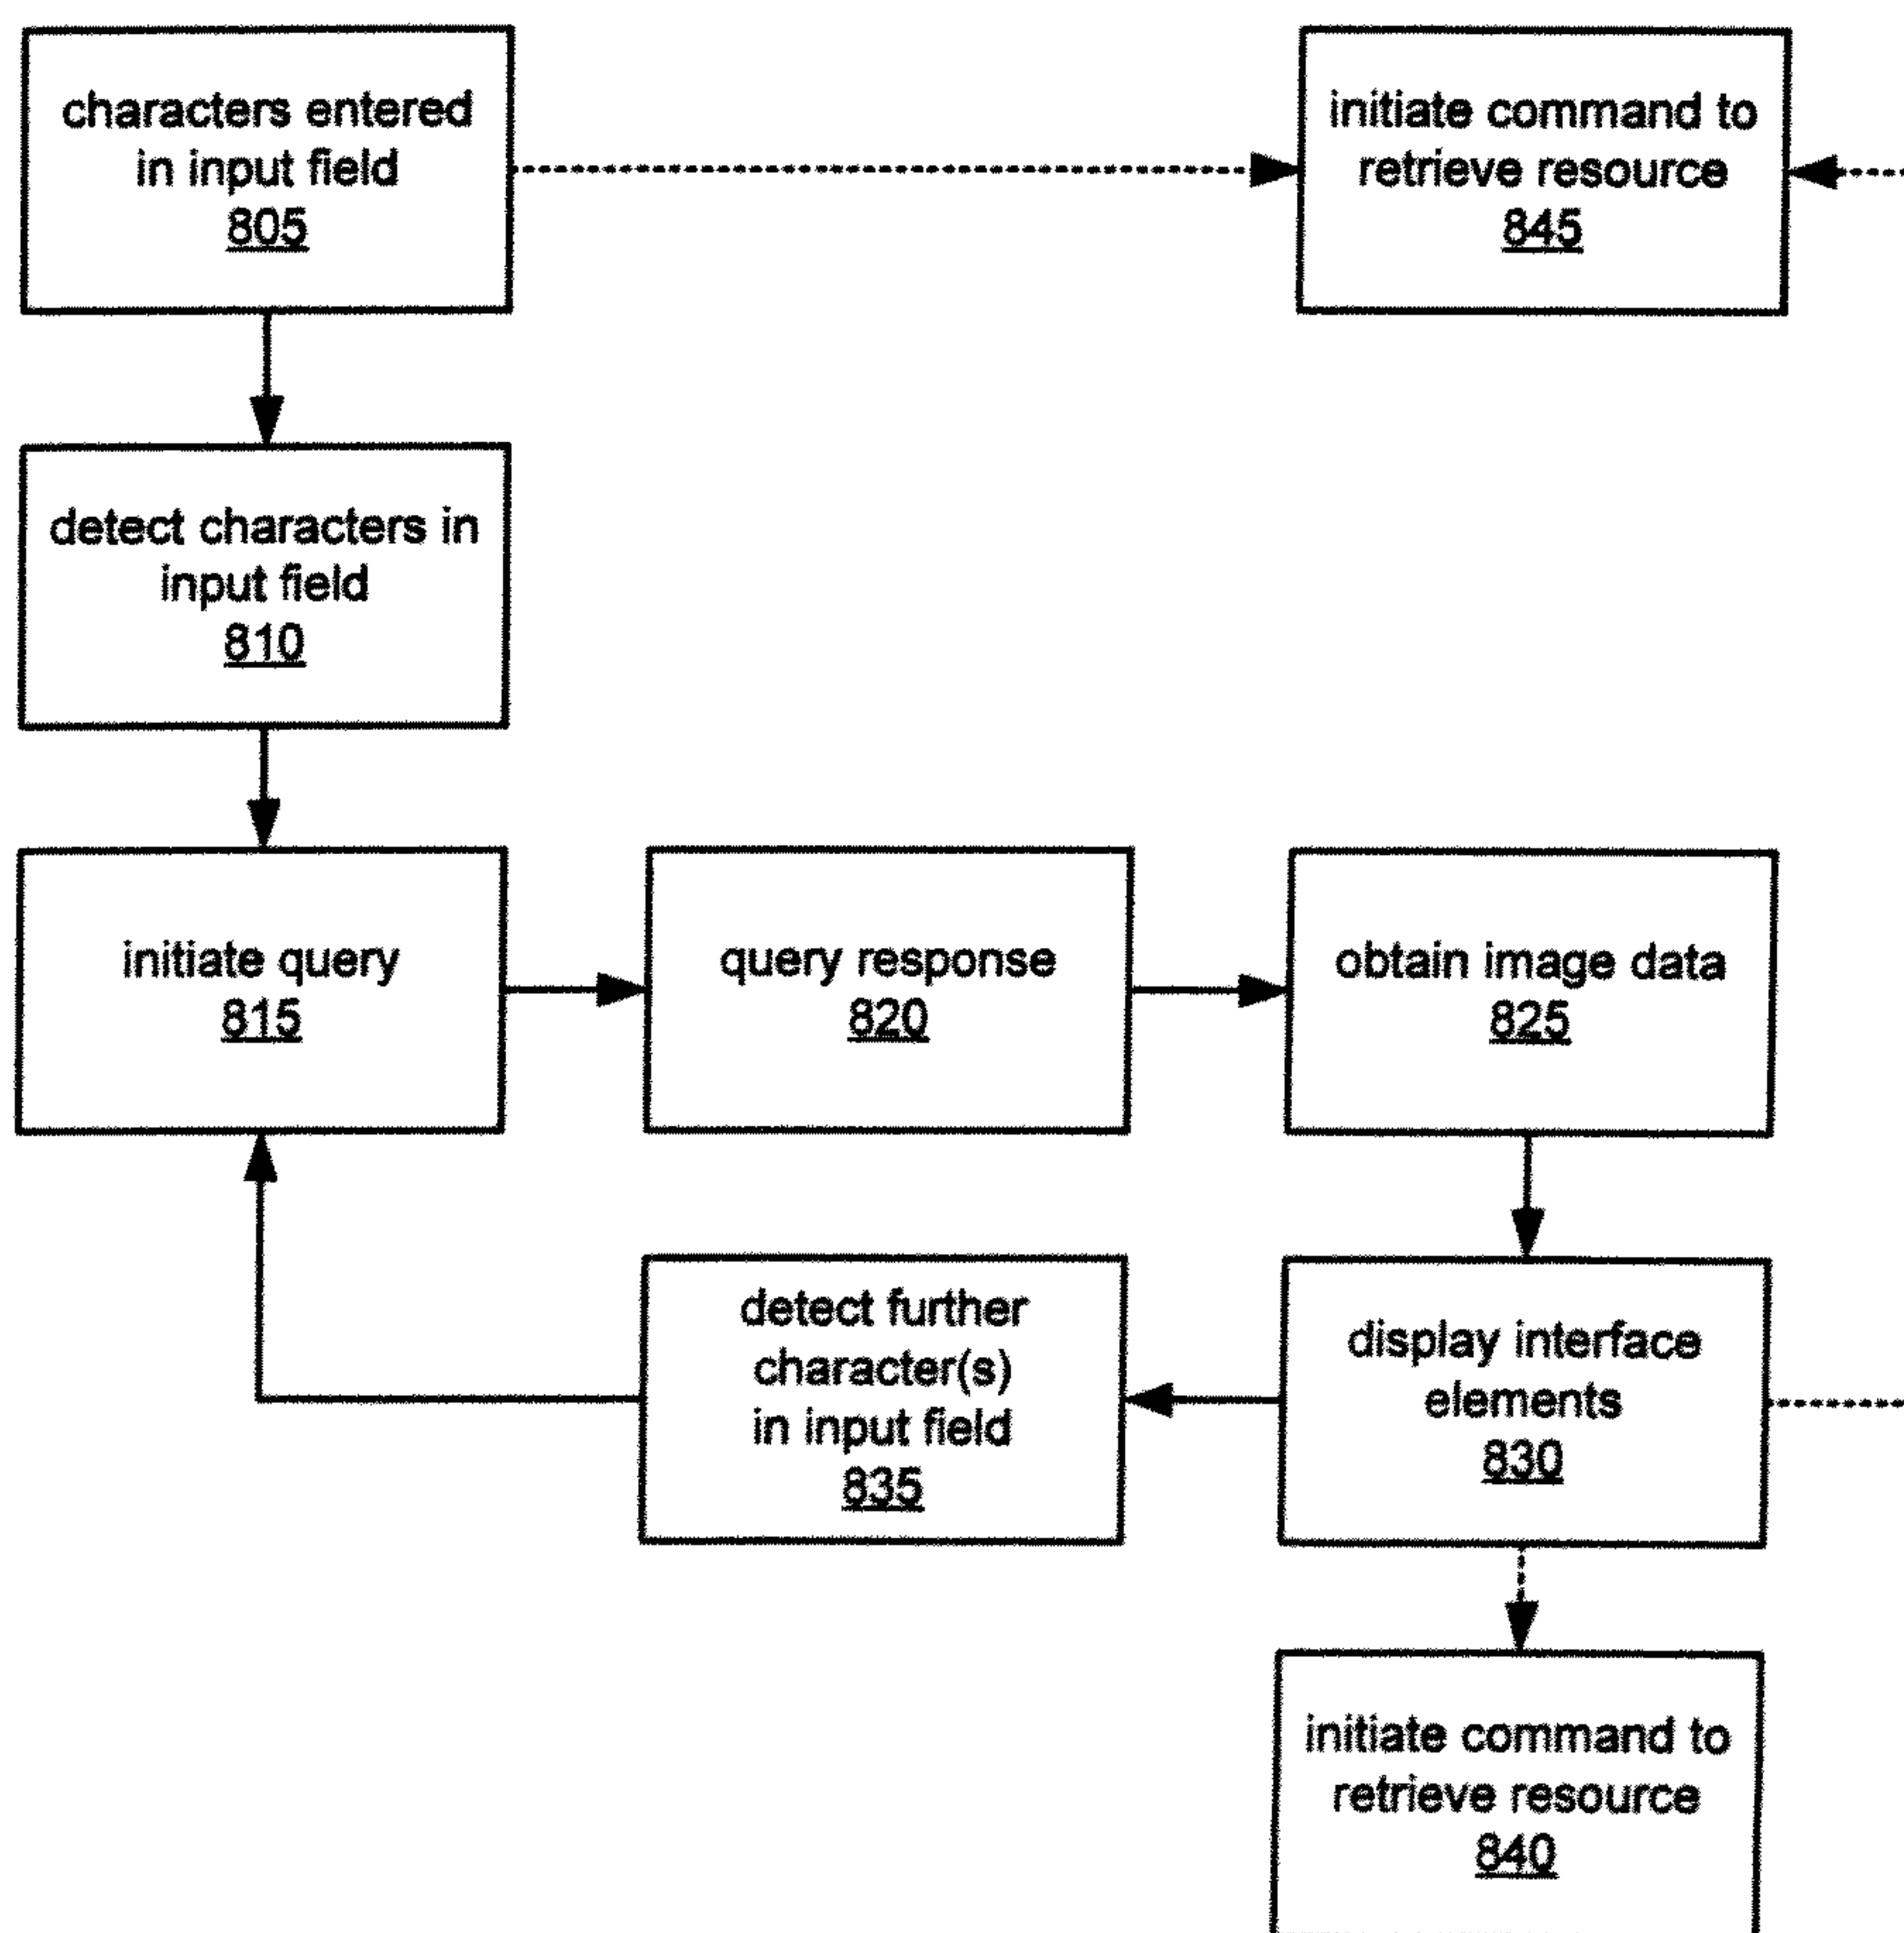 characters entered
in input field
805
initiate command to
retrieve resource
845
detect characters in
input field
810
initiate query
815
query response
820
obtain image data
825
detect further
character(s)
in input field
835
display interface
elements
830
initiate command to
retrieve resource
840